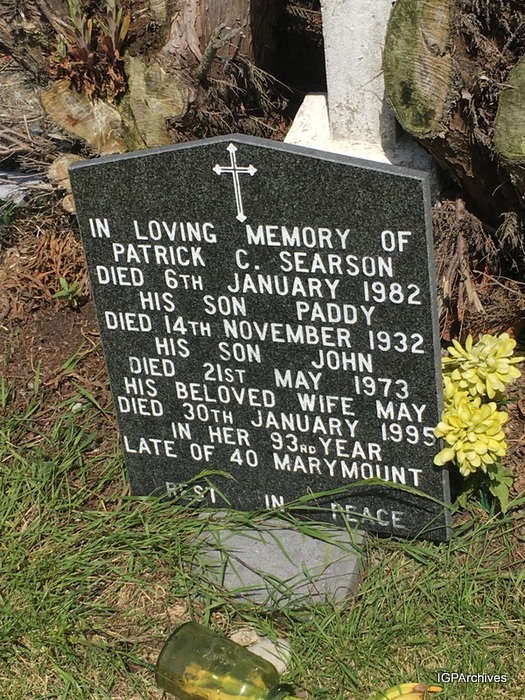 IN LOVING MEMORY OF
PATRICK C. SEARSON
DIED 6TH JANUARY 1982
HIS SON PADDY
DIED 14TH NOVEMBER 1932
HIS SON JOHN
DIED 21ST MAY 1973
HIS BELOVED WIFE MAY
DIED 30TH JANUARY 1995
IN HER 93RD YEAR
LATE OF 40 MARYMOUNT
REST IN PEACE
IGPArchives